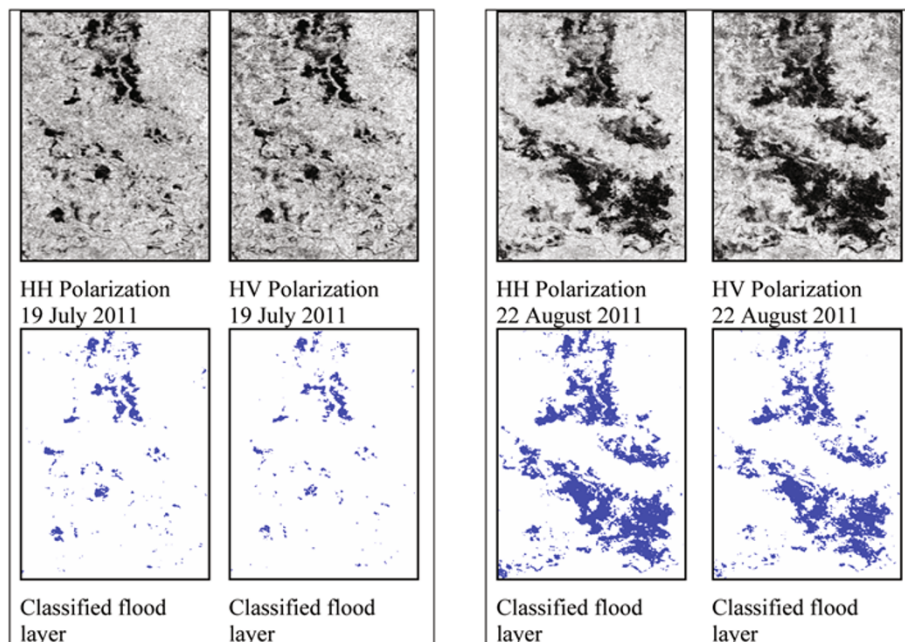 HH Polarization
19 July 2011
HV Polarization
19 July 2011
HH Polarization
22 August 2011
HV Polarization
22 August 2011
Classified flood
layer
Classified flood
layer
Classified flood
layer
Classified flood
layer